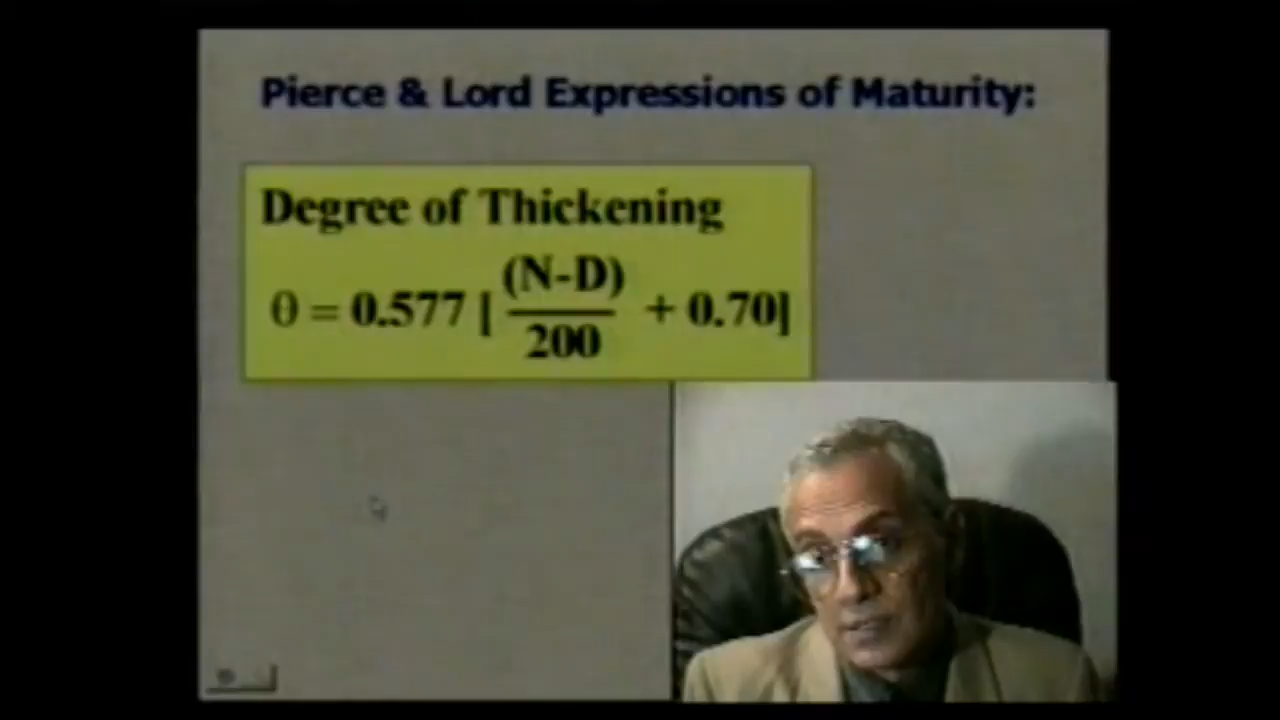 Pierce & Lord Expressions of Maturity:
Degree of Thickening
θ = 0.577 [ (N-D) / 200 + 0.70]